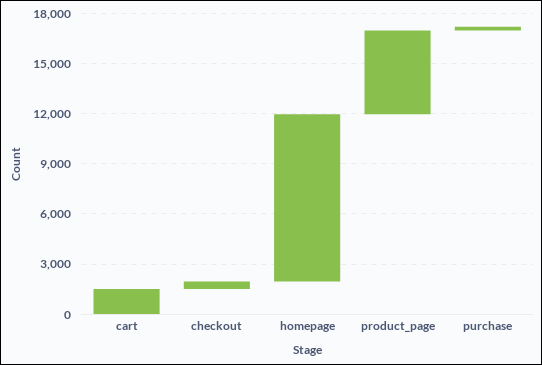 18,000
15,000
12,000
9,000
6,000
3,000
0
Count
cart checkout homepage product_page purchase
Stage